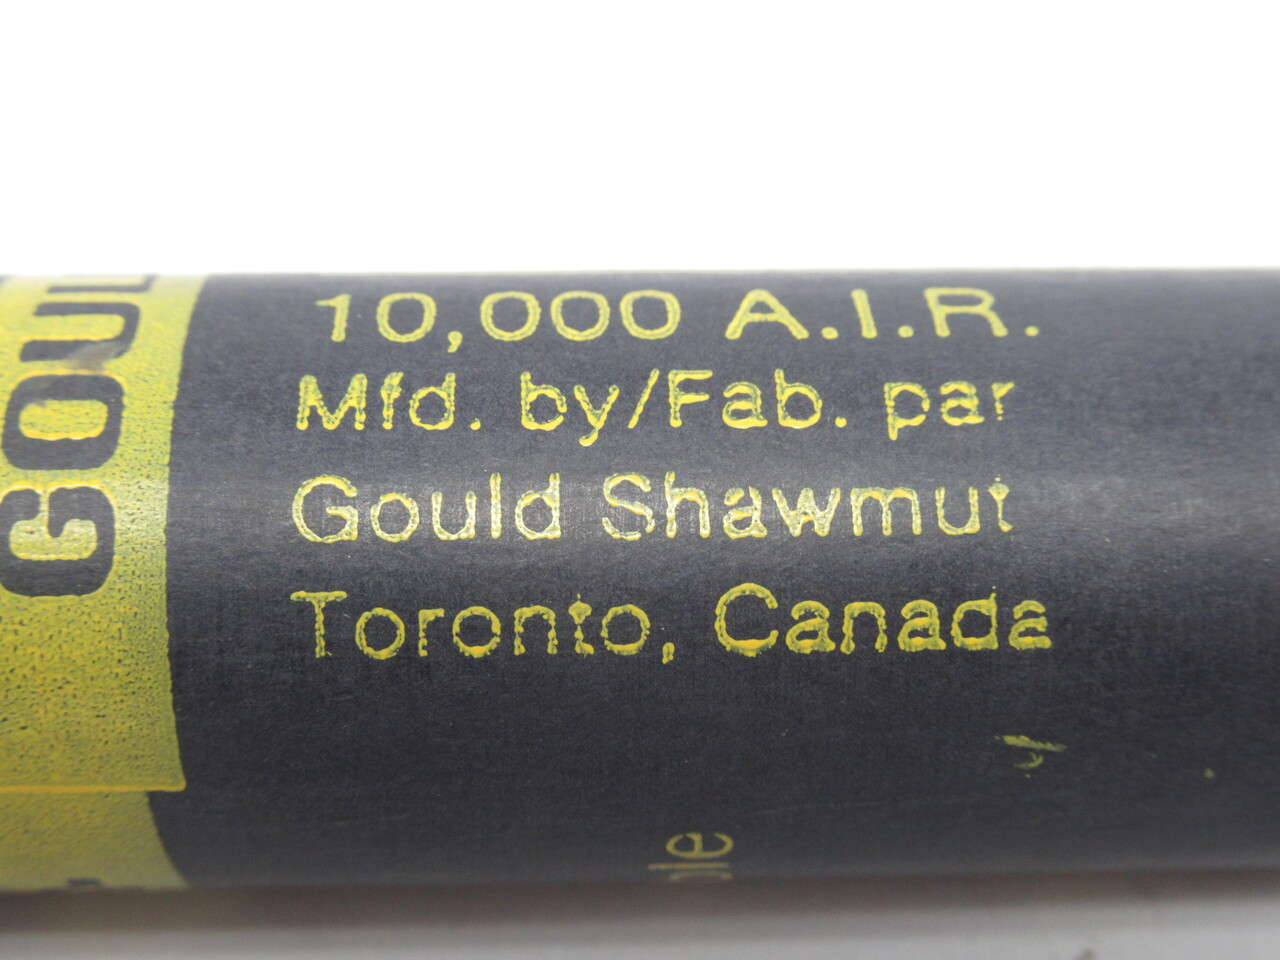 10,000 A.I.R.
Mfd. by/Fab. par
Gould Shawmut
Toronto, Canada